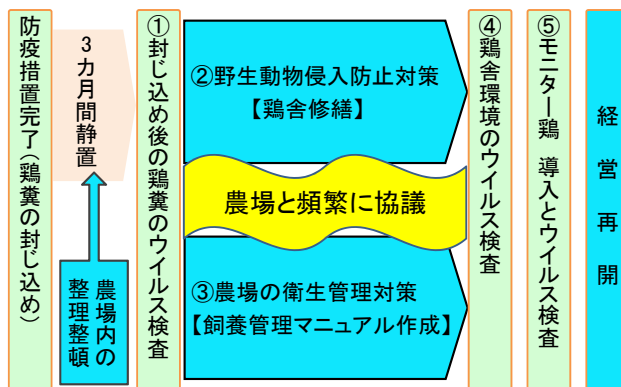 防疫措置完了(鶏糞の封じ込め)
3カ月間静置
農場内の
整理整頓
①封じ込め後の鶏糞のウイルス検査
②野生動物侵入防止対策
【鶏舎修繕】
農場と頻繁に協議
③農場の衛生管理対策
【飼養管理マニュアル作成】
④鶏舎環境のウイルス検査
⑤モニター鶏 導入とウイルス検査
経営再開